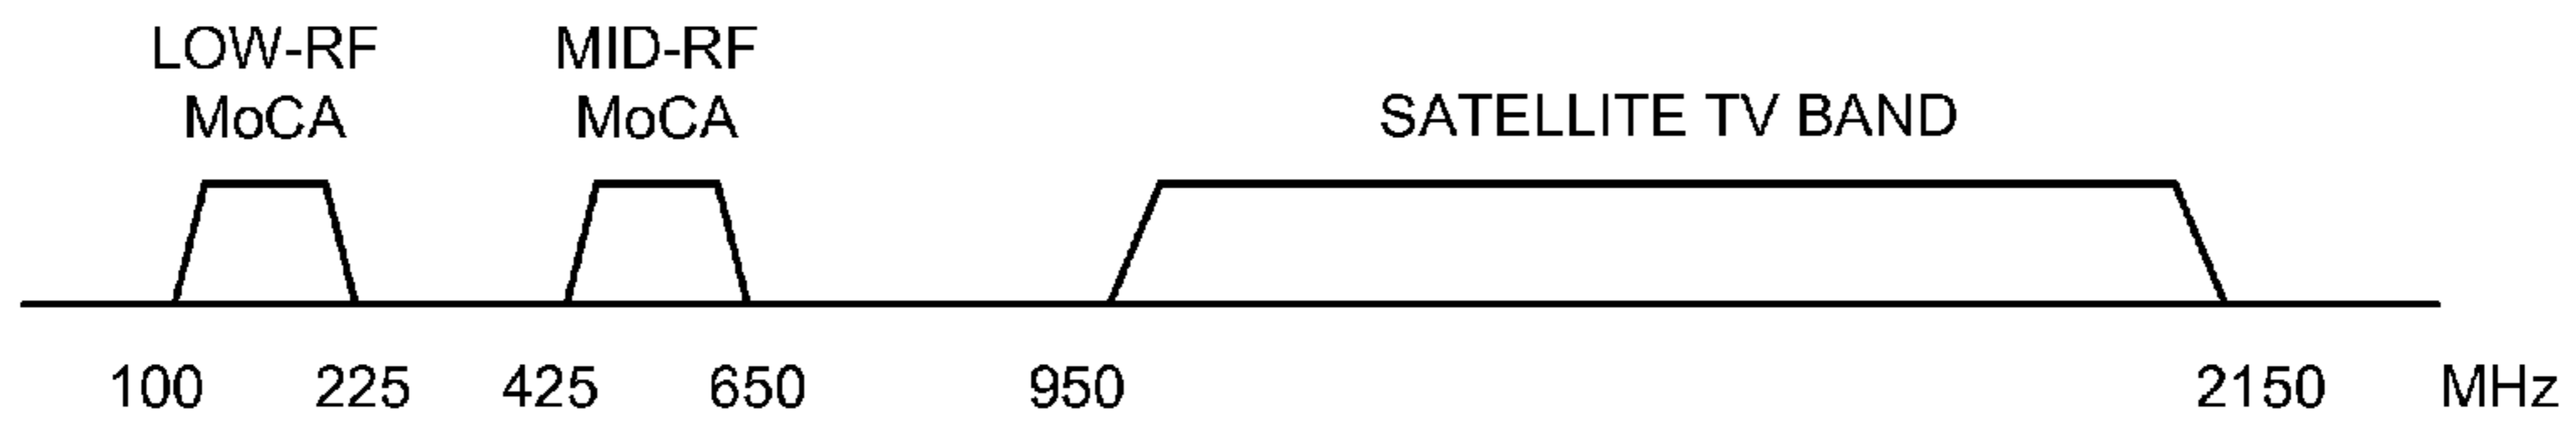 LOW-RF
MoCA
MID-RF
MoCA
SATELLITE TV BAND
100 225 425 650 950 2150 MHz